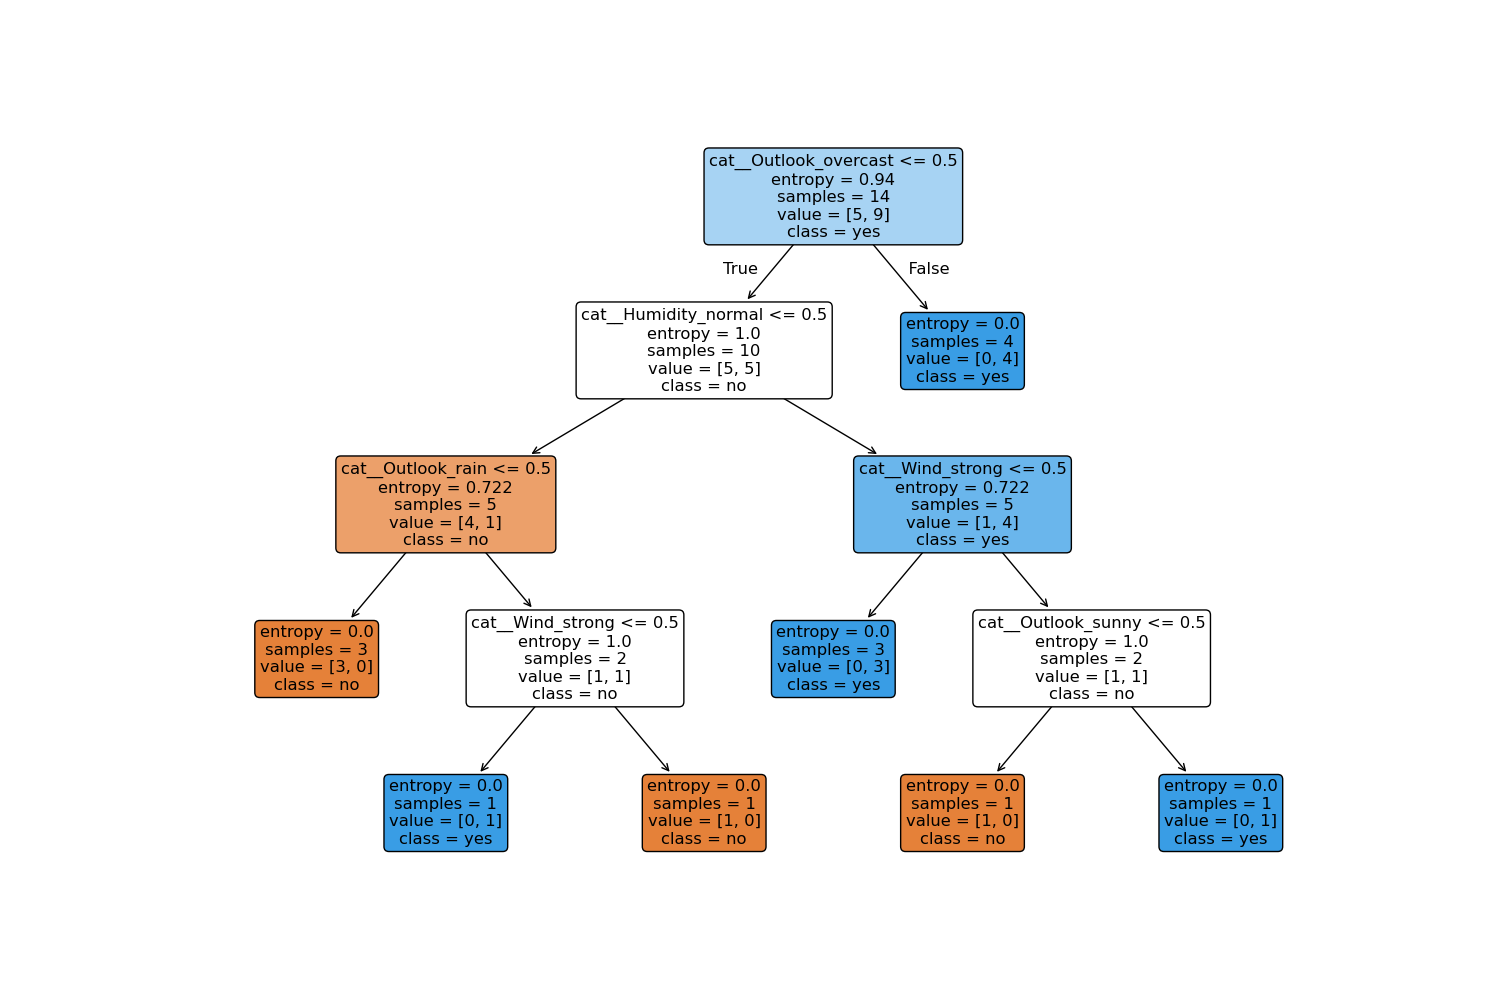 cat__Outlook_overcast <= 0.5
entropy = 0.94
samples = 14
value = [5, 9]
class = yes
True
False
cat__Humidity_normal <= 0.5
entropy = 1.0
samples = 10
value = [5, 5]
class = no
entropy = 0.0
samples = 4
value = [0, 4]
class = yes
cat__Outlook_rain <= 0.5
entropy = 0.722
samples = 5
value = [4, 1]
class = no
cat__Wind_strong <= 0.5
entropy = 0.722
samples = 5
value = [1, 4]
class = yes
entropy = 0.0
samples = 3
value = [3, 0]
class = no
cat__Wind_strong <= 0.5
entropy = 1.0
samples = 2
value = [1, 1]
class = no
entropy = 0.0
samples = 3
value = [0, 3]
class = yes
cat__Outlook_sunny <= 0.5
entropy = 1.0
samples = 2
value = [1, 1]
class = no
entropy = 0.0
samples = 1
value = [0, 1]
class = yes
entropy = 0.0
samples = 1
value = [1, 0]
class = no
entropy = 0.0
samples = 1
value = [1, 0]
class = no
entropy = 0.0
samples = 1
value = [0, 1]
class = yes